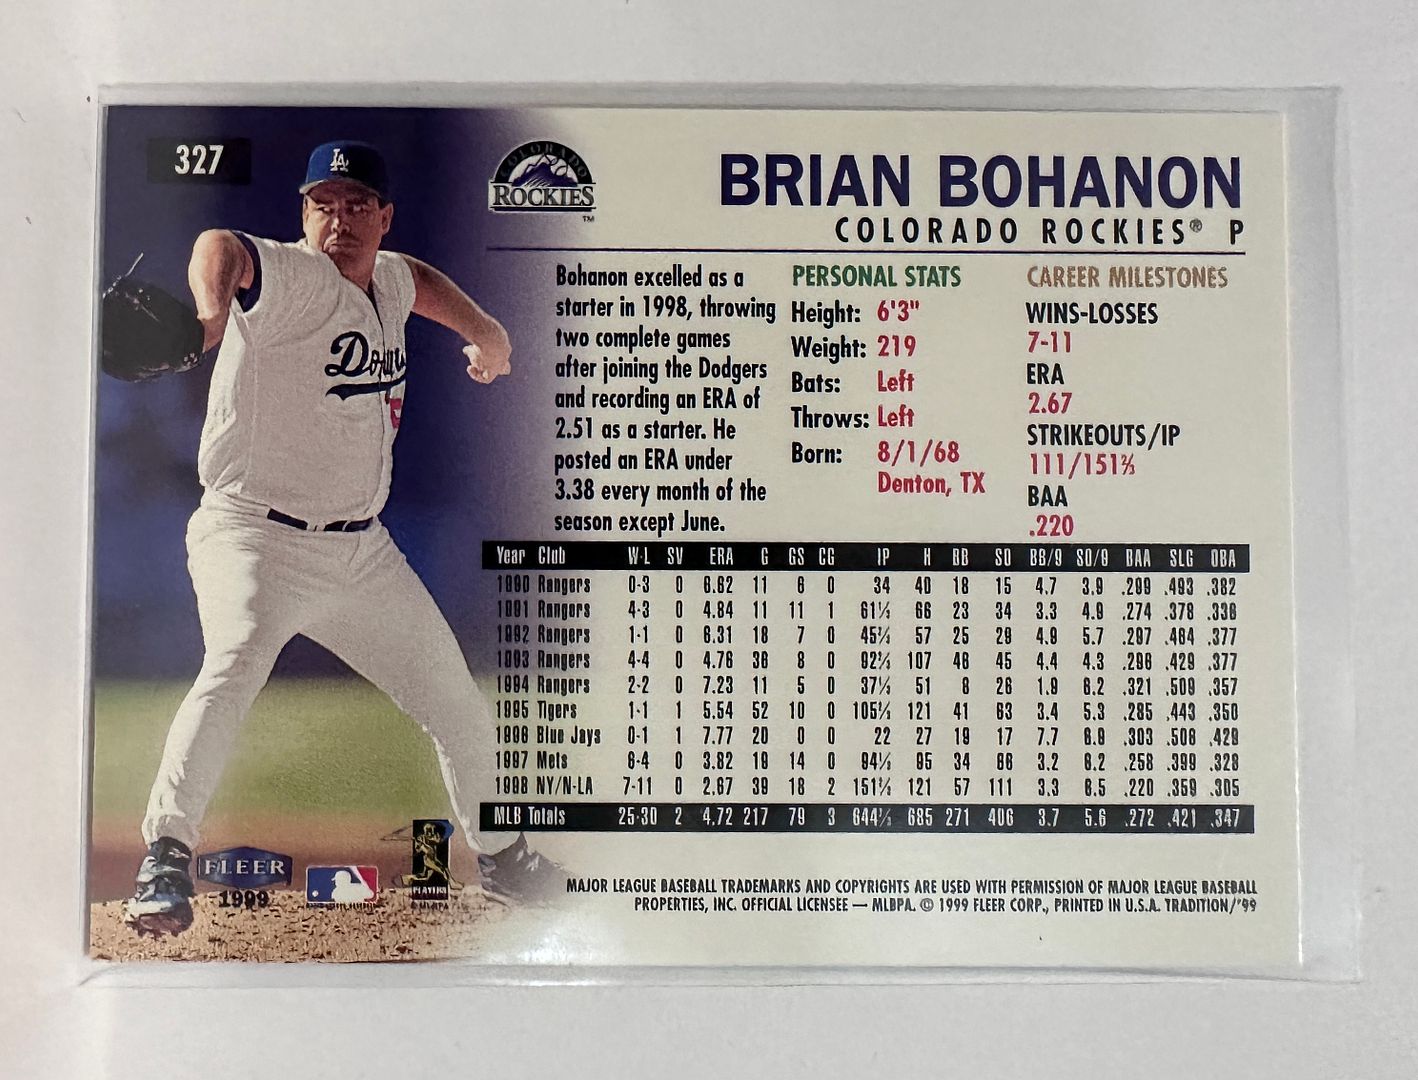 327
LA
Dodgers
COLORADO
ROCKIES
™
BRIAN BOHANON
COLORADO ROCKIES® P
Bohanon excelled as a
starter in 1998, throwing
two complete games
after joining the Dodgers
and recording an ERA of
2.51 as a starter. He
posted an ERA under
3.38 every month of the
season except June.
PERSONAL STATS
Height: 6'3"
Weight: 219
Bats: Left
Throws: Left
Born: 8/1/68
Denton, TX
CAREER MILESTONES
WINS-LOSSES
7-11
ERA
2.67
STRIKEOUTS/IP
111/151⅔
BAA
.220
Year Club W-L SV ERA G GS CG IP H BB SO BB/9 SO/9 BAA SLG OBA
1990 Rangers 0-3 0 6.62 11 6 0 34 40 18 15 4.7 3.9 .299 .493 .382
1991 Rangers 4-3 0 4.84 11 11 1 61⅓ 66 23 34 3.3 4.9 .274 .378 .336
1992 Rangers 1-1 0 6.31 18 7 0 45⅔ 57 25 29 4.9 5.7 .297 .464 .377
1993 Rangers 4-4 0 4.76 36 8 0 92⅔ 107 46 45 4.4 4.3 .296 .429 .377
1994 Rangers 2-2 0 7.23 11 5 0 37⅓ 51 8 26 1.9 6.2 .321 .509 .357
1995 Tigers 1-1 1 5.54 52 10 0 105⅔ 121 41 63 3.4 5.3 .285 .443 .350
1996 Blue Jays 0-1 1 7.77 20 0 0 22 27 19 17 7.7 6.9 .303 .506 .429
1997 Mets 6-4 0 3.82 19 14 0 94⅓ 95 34 66 3.2 6.2 .258 .399 .328
1998 NY/N-LA 7-11 0 2.67 39 18 2 151⅔ 121 57 111 3.3 6.5 .220 .359 .305
MLB Totals 25-30 2 4.72 217 79 3 644⅓ 685 271 406 3.7 5.6 .272 .421 .347
FLEER
1999
PLAYERS
©MLBPA
MAJOR LEAGUE BASEBALL TRADEMARKS AND COPYRIGHTS ARE USED WITH PERMISSION OF MAJOR LEAGUE BASEBALL
PROPERTIES, INC. OFFICIAL LICENSEE — MLBPA. © 1999 FLEER CORP., PRINTED IN U.S.A. TRADITION/'99